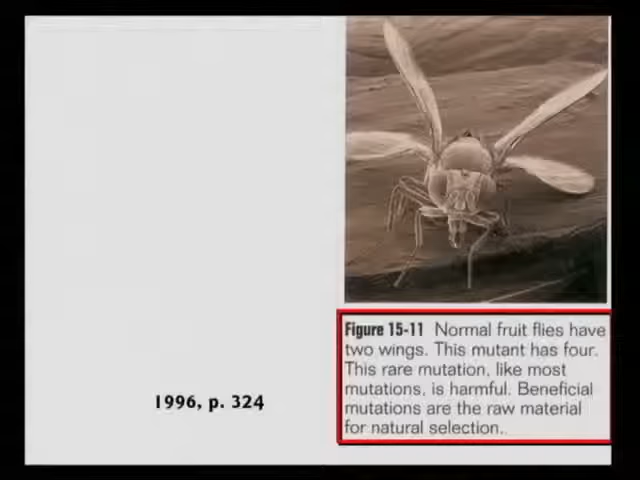 Figure 15-11 Normal fruit flies have
two wings. This mutant has four.
This rare mutation, like most
mutations, is harmful. Beneficial
mutations are the raw material
for natural selection..
1996, p. 324